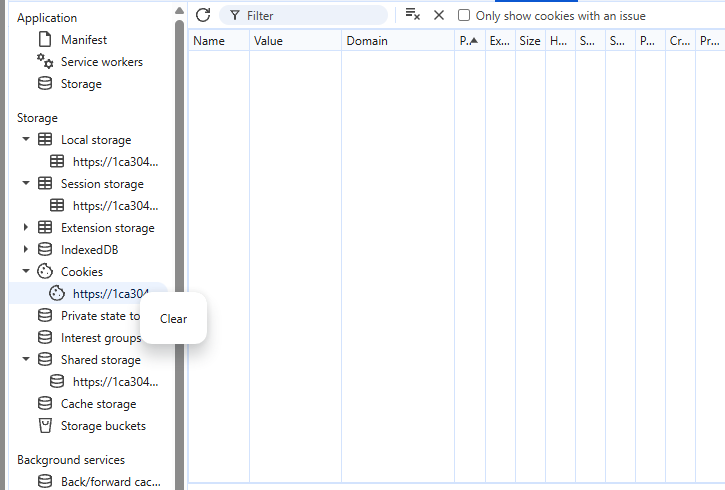 Application
Manifest
Service workers
Storage
Storage
Local storage
https://1ca304...
Session storage
https://1ca304...
Extension storage
IndexedDB
Cookies
https://1ca304
Private state to
Interest groups
Shared storage
https://1ca304...
Cache storage
Storage buckets
Background services
Back/forward cac...
Clear
Filter
Only show cookies with an issue
Name Value Domain P... Ex... Size H... S... S... P... Cr... Pr...